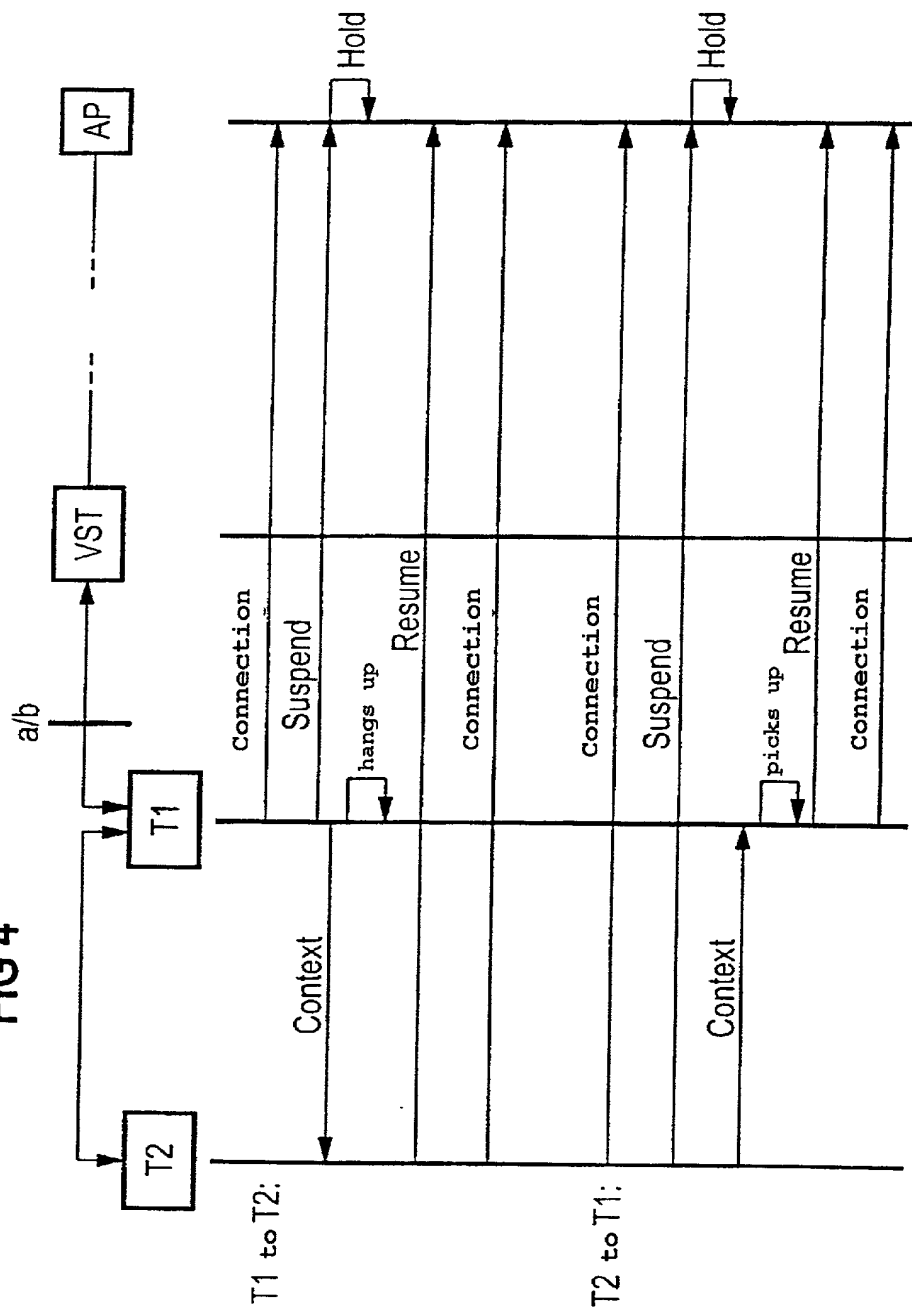 FIG 4
a/b
T2
T1
VST
AP
T1 to T2:
Connection
Suspend
Hold
Context
hangs up
Resume
Connection
T2 to T1:
Connection
Suspend
Hold
Context
picks up
Resume
Connection